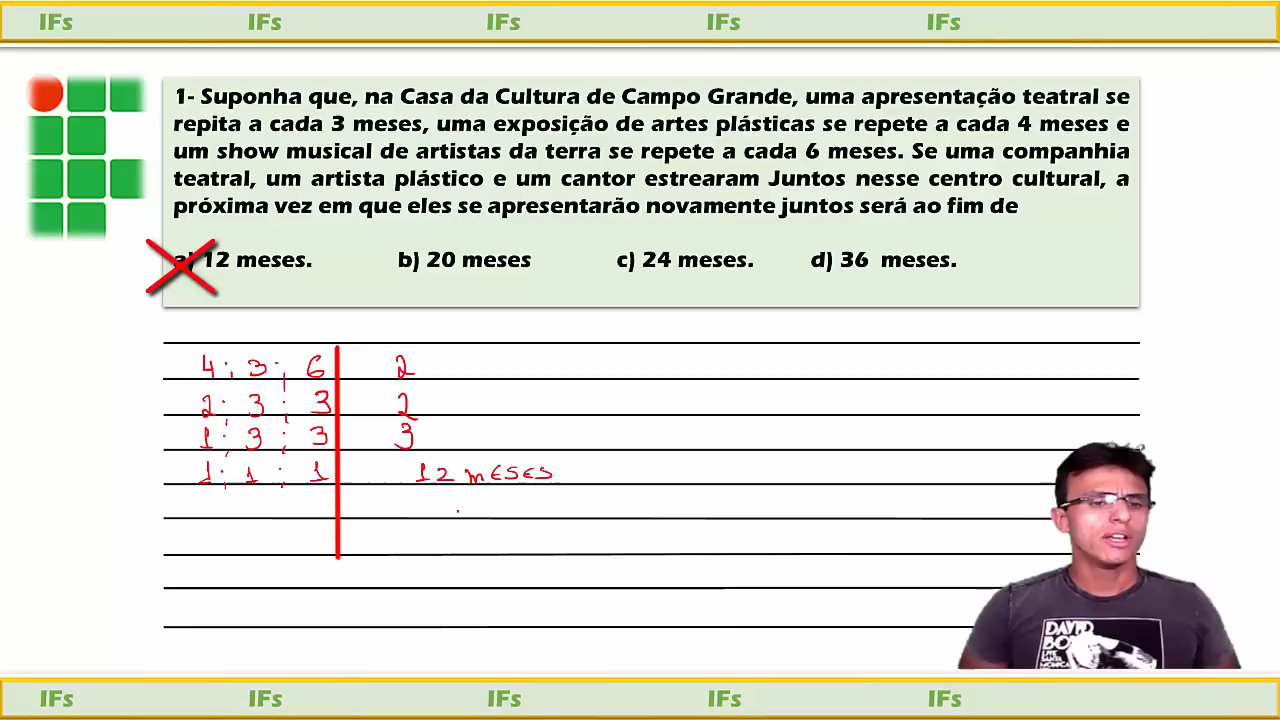 IFs IFs IFs IFs IFs
1- Suponha que, na Casa da Cultura de Campo Grande, uma apresentação teatral se
repita a cada 3 meses, uma exposição de artes plásticas se repete a cada 4 meses e
um show musical de artistas da terra se repete a cada 6 meses. Se uma companhia
teatral, um artista plástico e um cantor estrearam Juntos nesse centro cultural, a
próxima vez em que eles se apresentarão novamente juntos será ao fim de
a) 12 meses. b) 20 meses c) 24 meses. d) 36 meses.
4 ; 3 ; 6 2
2 ; 3 ; 3 2
1 ; 3 ; 3 3
1 ; 1 ; 1 12 MESES
DAVID
BO
LIVE
SANTA
MONICA
IFs IFs IFs IFs IFs